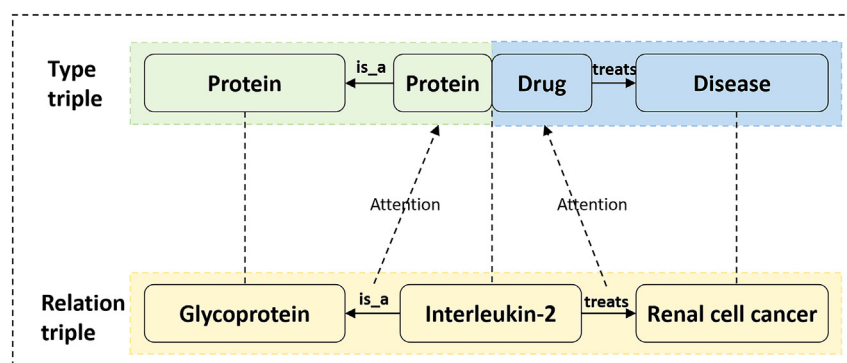 Type
triple
Protein
is_a
Protein
Drug
treats
Disease
Attention
Attention
Relation
triple
Glycoprotein
is_a
Interleukin-2
treats
Renal cell cancer